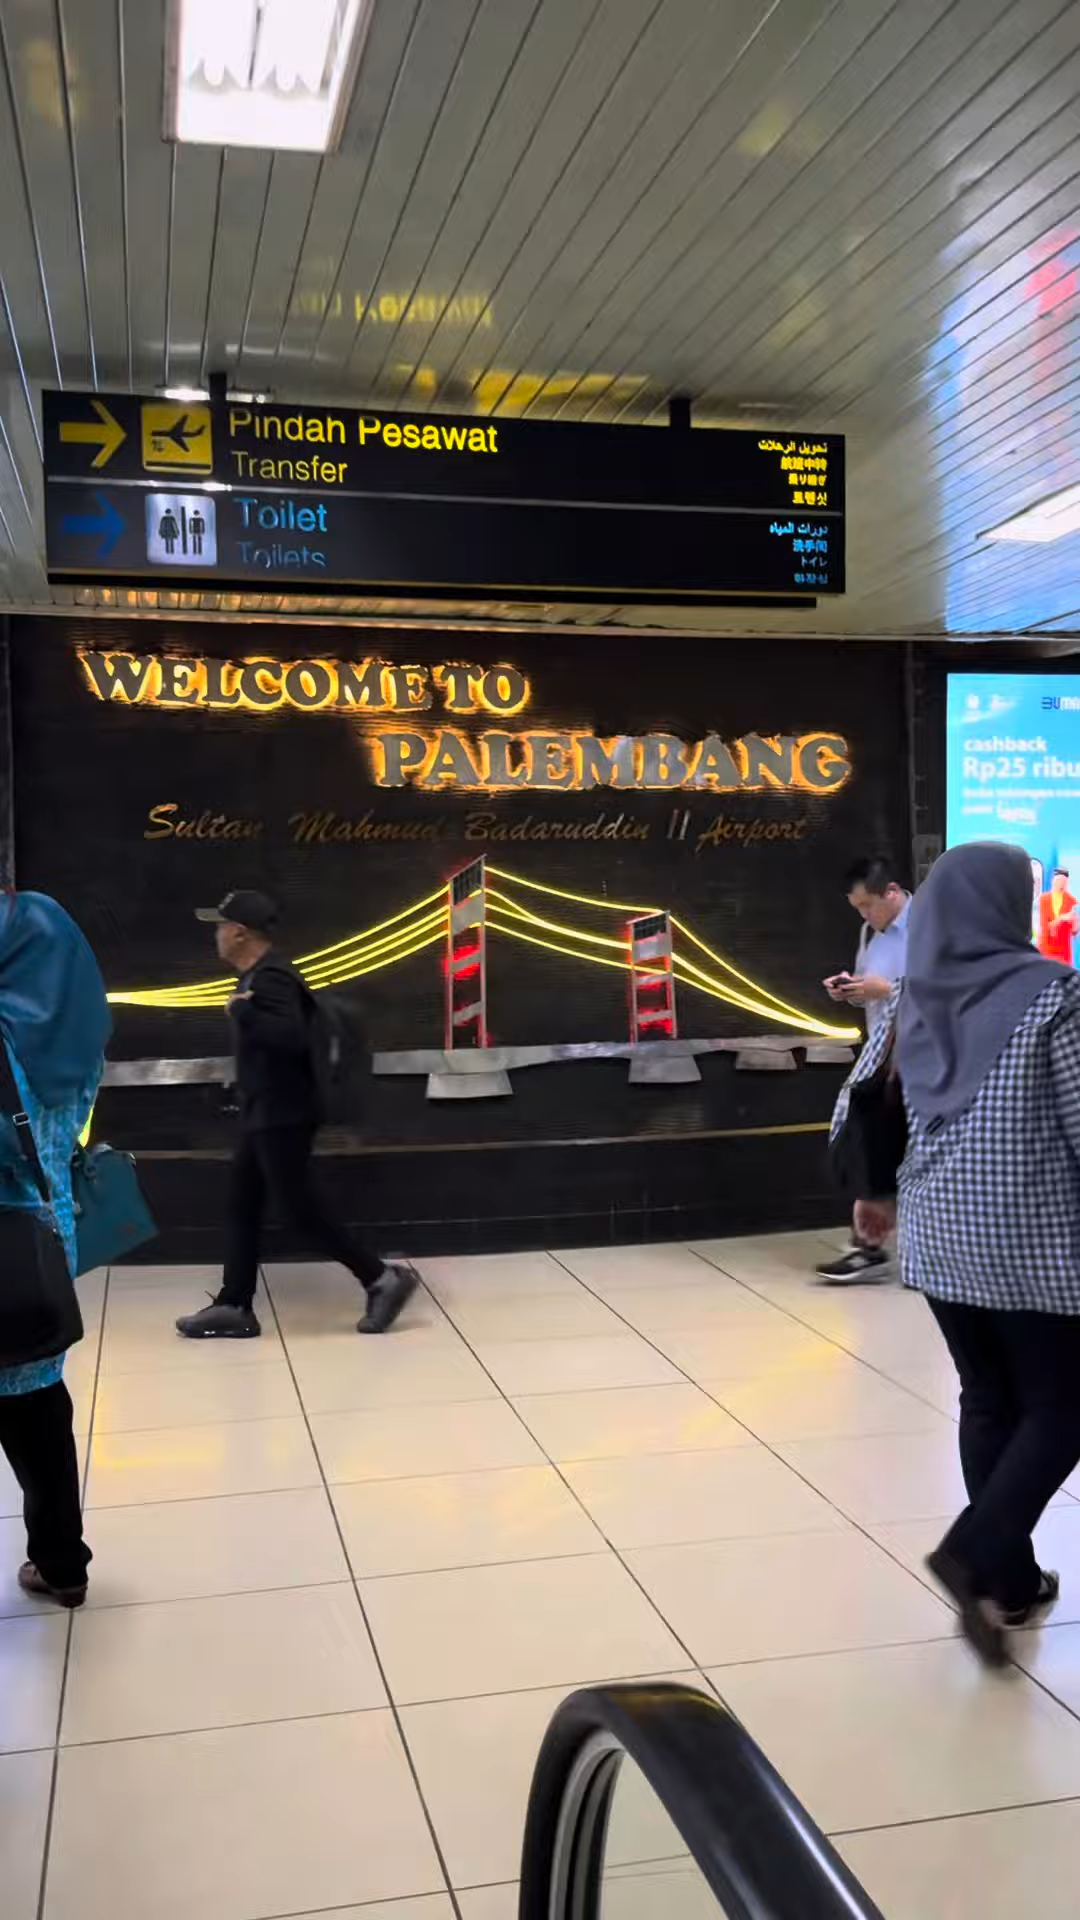 Pindah Pesawat
Transfer
تحويل الرحلات
航班中转
乗り継ぎ
트랜싯
Toilet
Toilets
دورات المياه
洗手间
トイレ
화장실
WELCOME TO
PALEMBANG
Sultan Mahmud Badaruddin II Airport
cashback
Rp25 ribu